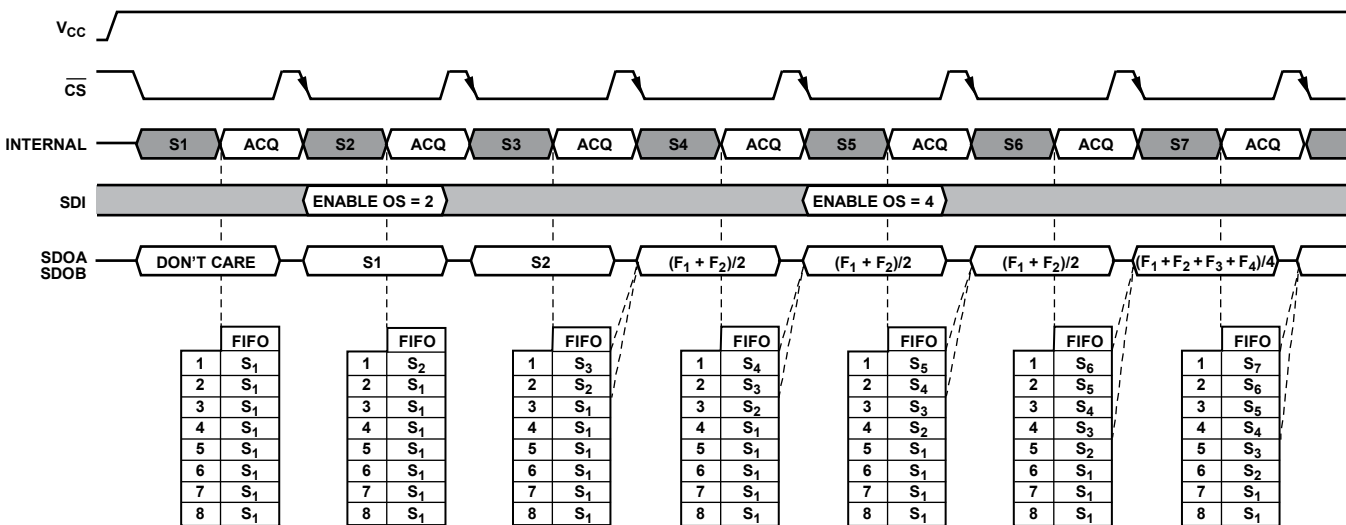 VCC
CS
INTERNAL S1 ACQ S2 ACQ S3 ACQ S4 ACQ S5 ACQ S6 ACQ S7 ACQ
SDI ENABLE OS = 2 ENABLE OS = 4
SDOA
SDOB DON'T CARE S1 S2 (F1 + F2)/2 (F1 + F2)/2 (F1 + F2)/2 (F1 + F2 + F3 + F4)/4
FIFO FIFO FIFO FIFO FIFO FIFO FIFO
1 S1 1 S2 1 S3 1 S4 1 S5 1 S6 1 S7
2 S1 2 S1 2 S2 2 S3 2 S4 2 S5 2 S6
3 S1 3 S1 3 S1 3 S2 3 S3 3 S4 3 S5
4 S1 4 S1 4 S1 4 S1 4 S2 4 S3 4 S4
5 S1 5 S1 5 S1 5 S1 5 S1 5 S2 5 S3
6 S1 6 S1 6 S1 6 S1 6 S1 6 S1 6 S2
7 S1 7 S1 7 S1 7 S1 7 S1 7 S1 7 S1
8 S1 8 S1 8 S1 8 S1 8 S1 8 S1 8 S1